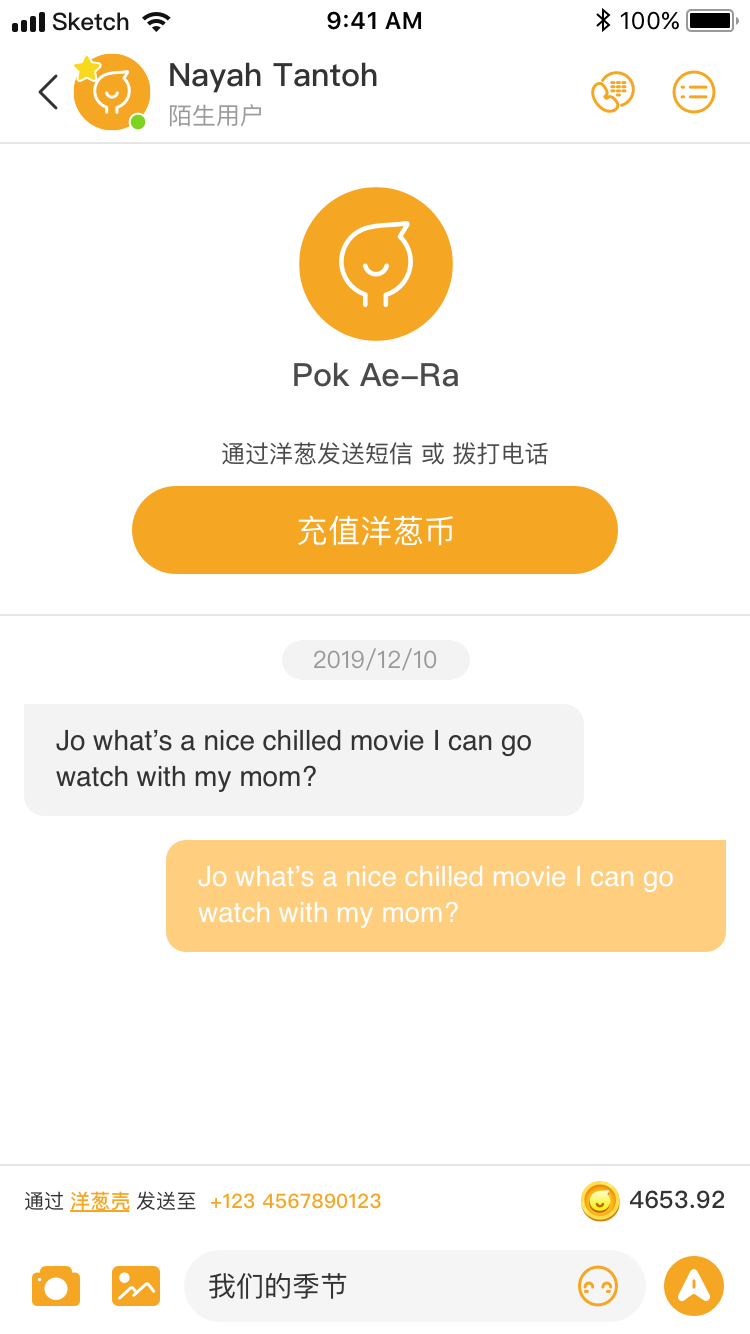 Sketch 9:41 AM 100%
Nayah Tantoh
陌生用户
Pok Ae–Ra
通过洋葱发送短信 或 拨打电话
充值洋葱币
2019/12/10
Jo what’s a nice chilled movie I can go
watch with my mom?
Jo what’s a nice chilled movie I can go
watch with my mom?
通过 洋葱壳 发送至 +123 4567890123 4653.92
我们的季节